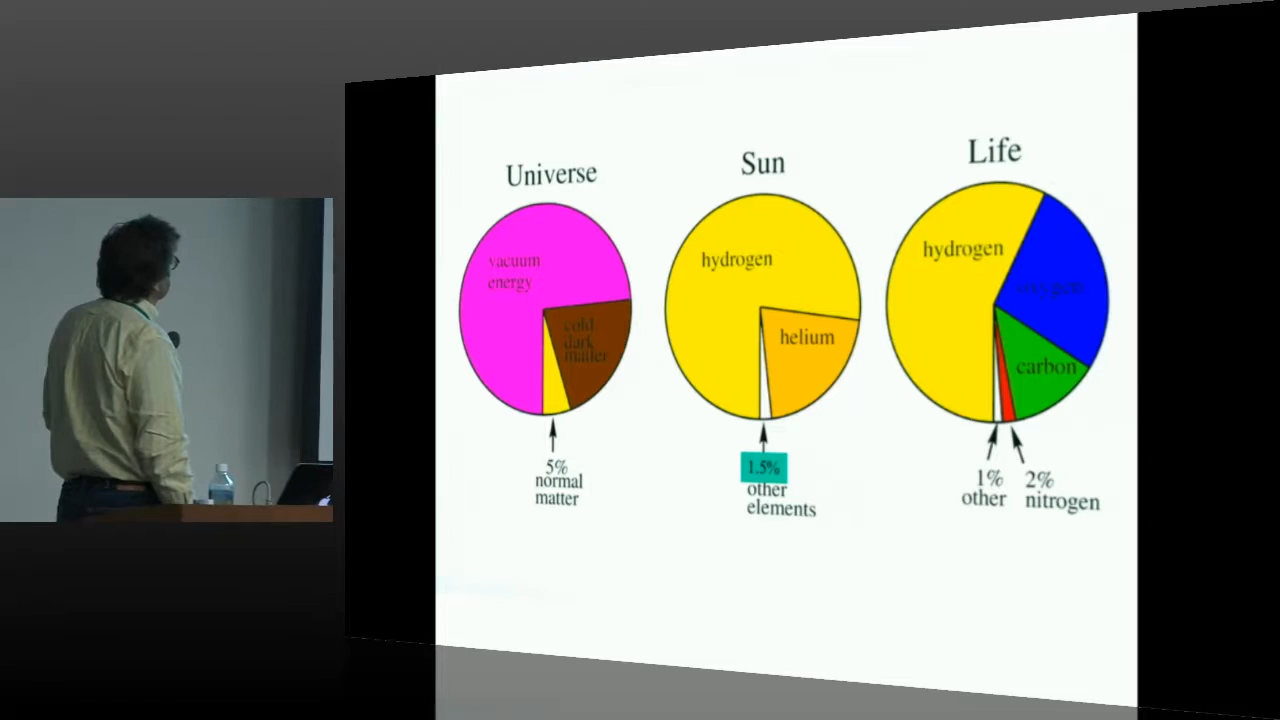 Universe
vacuum
energy
cold
dark
matter
5%
normal
matter
Sun
hydrogen
helium
1.5%
other
elements
Life
hydrogen
oxygen
carbon
1%
other
2%
nitrogen